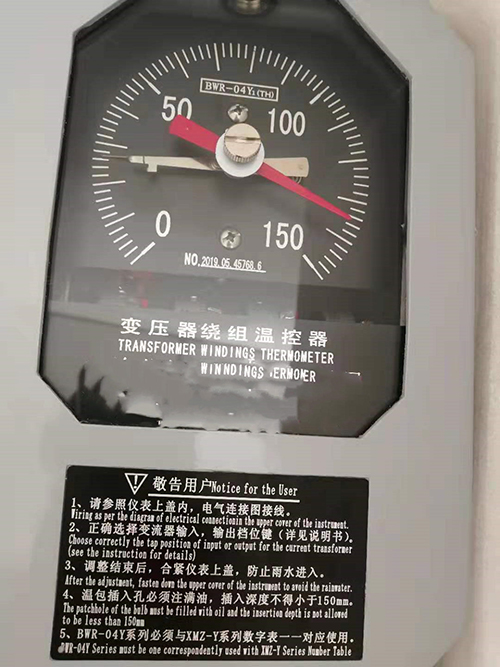 BWR-04Y1(TH)
50
100
0
150
NO.2019.05.45768.6
变压器绕组温控器
TRANSFORMER WINDINGS THERMOMETER
WINNDINGS ERMOMER
敬告用户Notice for the User
1、请参照仪表上盖内，电气连接图接线。
Wiring as per the diagram of electrical connectionin the upper cover of the instrument.
2、正确选择变流器输入，输出档位键（详见说明书）。
Choose correctly the tap position of input or output for the current transformer
(see the instruction for details)
3、调整结束后，合紧仪表上盖，防止雨水进入。
After the adjustment, fasten down the upper cover of the instrument to avoid the rainwater.
4、温包插入孔必须注满油，插入深度不得小于150mm。
The patchhole of the bulb must be filled with oil and the insertion depth is not allowed
to be less than 150mm
5、BWR-04Y系列必须与XMZ-Y系列数字表一一对应使用。
BWR-04Y Series must be one correspondently used with XMZ-Y Series Number Table